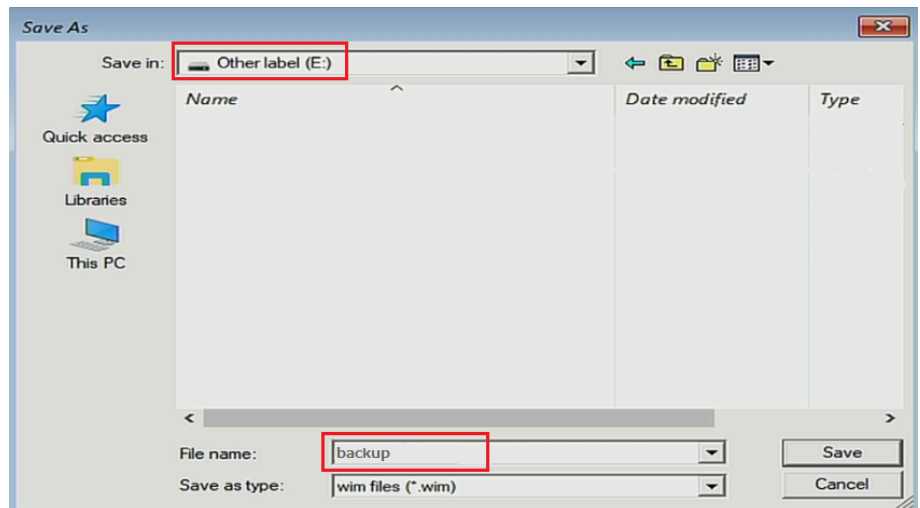 Save As
Save in: Other label (E:)
Name Date modified Type
Quick access
Libraries
This PC
File name: backup Save
Save as type: wim files (*.wim) Cancel